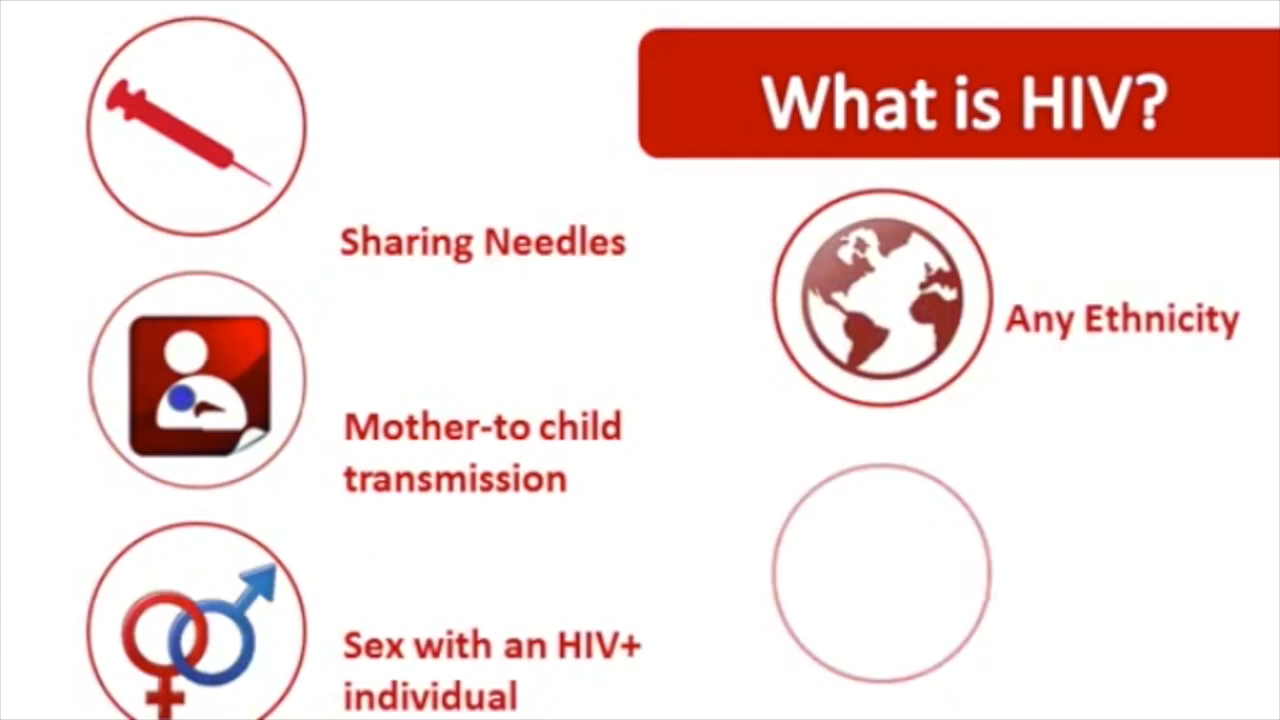 What is HIV?
Sharing Needles
Mother-to child
transmission
Sex with an HIV+
individual
Any Ethnicity